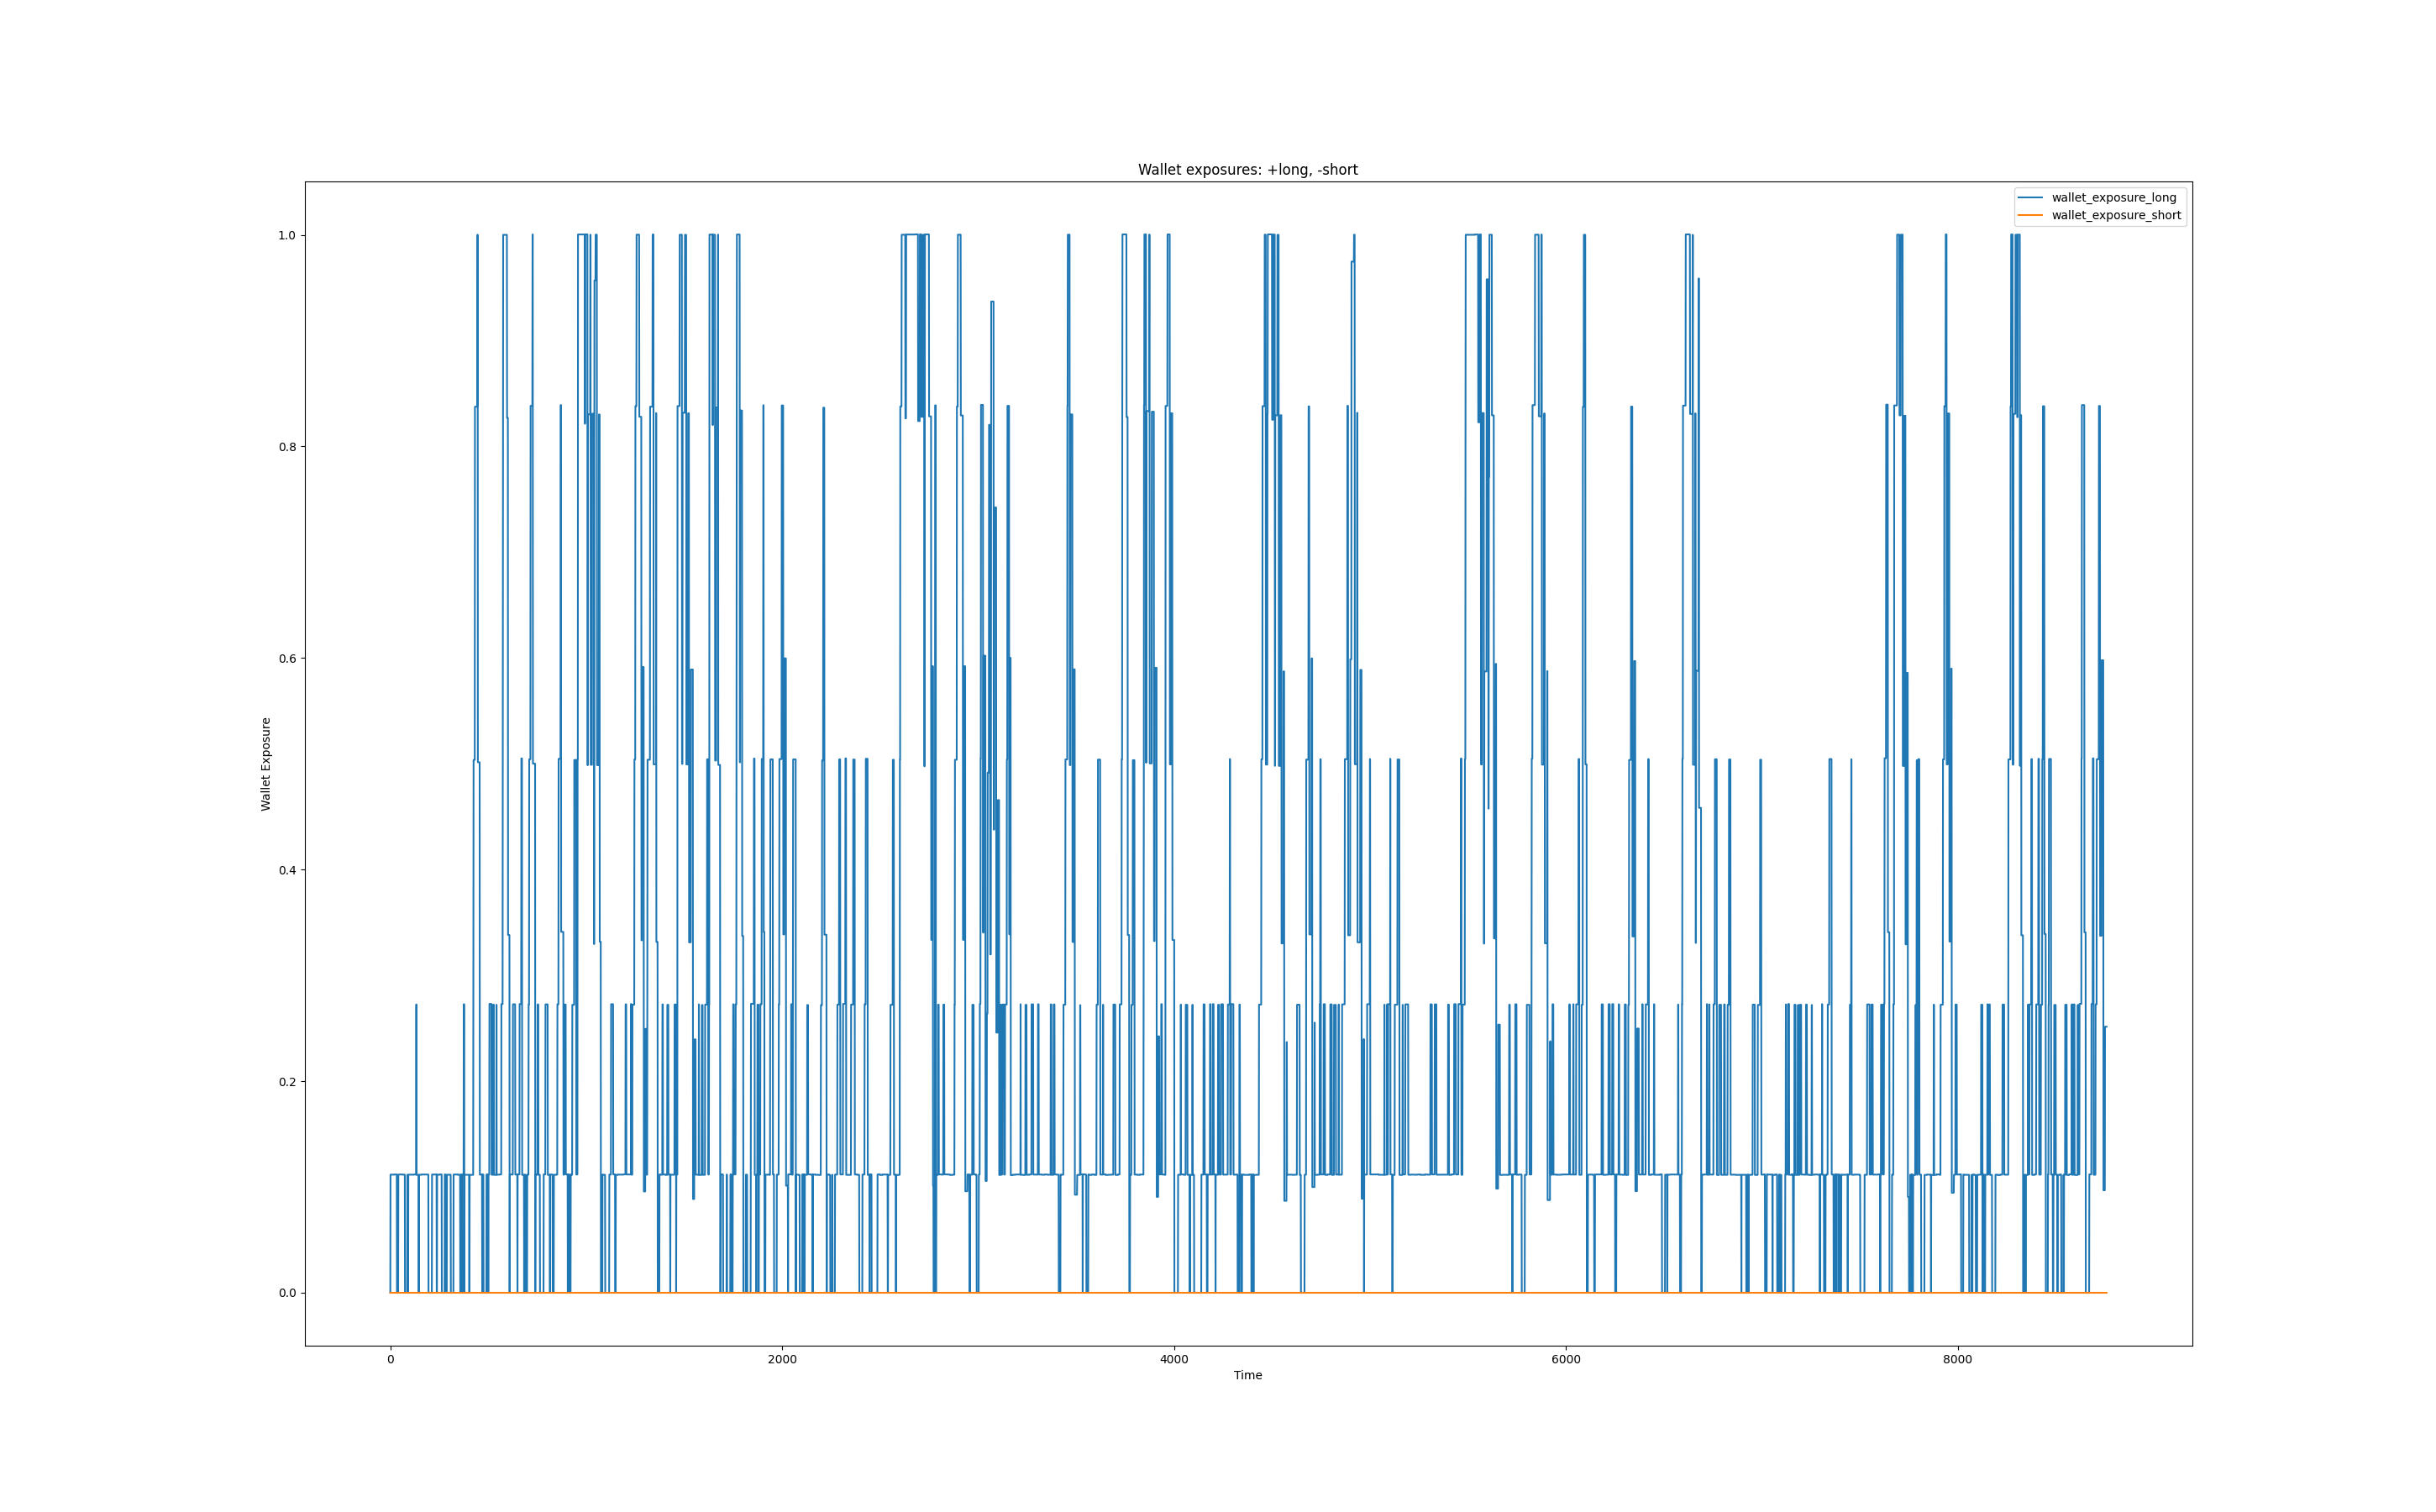 Wallet exposures: +long, -short
wallet_exposure_long
wallet_exposure_short
1.0
0.8
0.6
0.4
0.2
0.0
Wallet Exposure
0 2000 4000 6000 8000
Time